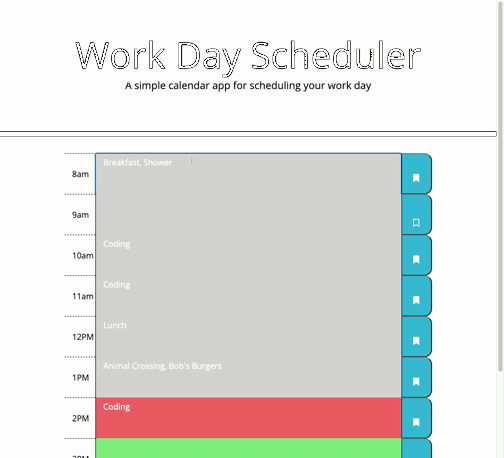 Work Day Scheduler
A simple calendar app for scheduling your work day
8am
Breakfast, Shower
9am
10am
Coding
11am
Coding
12PM
Lunch
1PM
Animal Crossing, Bob's Burgers
2PM
Coding
3PM